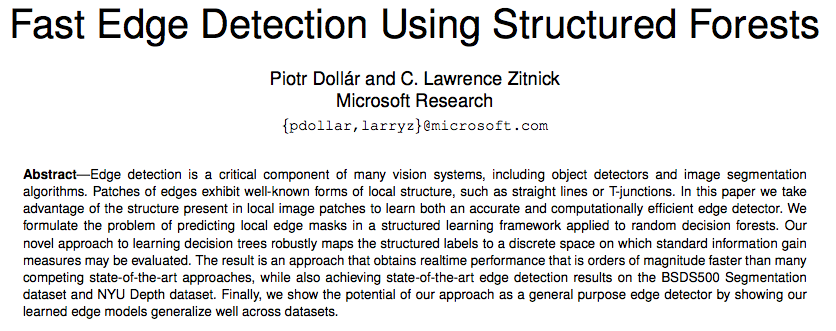 Fast Edge Detection Using Structured Forests
Piotr Dollár and C. Lawrence Zitnick
Microsoft Research
{pdollar,larryz}@microsoft.com
Abstract—Edge detection is a critical component of many vision systems, including object detectors and image segmentation
algorithms. Patches of edges exhibit well-known forms of local structure, such as straight lines or T-junctions. In this paper we take
advantage of the structure present in local image patches to learn both an accurate and computationally efficient edge detector. We
formulate the problem of predicting local edge masks in a structured learning framework applied to random decision forests. Our
novel approach to learning decision trees robustly maps the structured labels to a discrete space on which standard information gain
measures may be evaluated. The result is an approach that obtains realtime performance that is orders of magnitude faster than many
competing state-of-the-art approaches, while also achieving state-of-the-art edge detection results on the BSDS500 Segmentation
dataset and NYU Depth dataset. Finally, we show the potential of our approach as a general purpose edge detector by showing our
learned edge models generalize well across datasets.